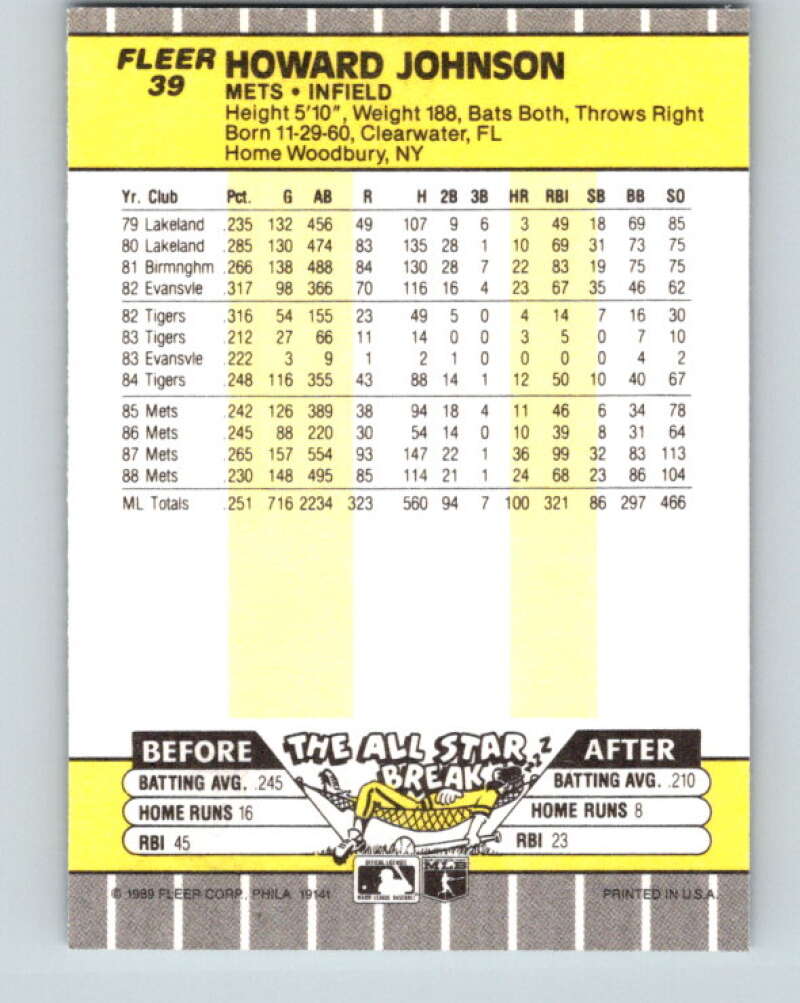 FLEER HOWARD JOHNSON
39
METS • INFIELD
Height 5'10", Weight 188, Bats Both, Throws Right
Born 11-29-60, Clearwater, FL
Home Woodbury, NY
Yr. Club Pct. G AB R H 2B 3B HR RBI SB BB SO
79 Lakeland .235 132 456 49 107 9 6 3 49 18 69 85
80 Lakeland .285 130 474 83 135 28 1 10 69 31 73 75
81 Birmnghm .266 138 488 84 130 28 7 22 83 19 75 75
82 Evansvle .317 98 366 70 116 16 4 23 67 35 46 62
82 Tigers .316 54 155 23 49 5 0 4 14 7 16 30
83 Tigers .212 27 66 11 14 0 0 3 5 0 7 10
83 Evansvle .222 3 9 1 2 1 0 0 0 0 4 2
84 Tigers .248 116 355 43 88 14 1 12 50 10 40 67
85 Mets .242 126 389 38 94 18 4 11 46 6 34 78
86 Mets .245 88 220 30 54 14 0 10 39 8 31 64
87 Mets .265 157 554 93 147 22 1 36 99 32 83 113
88 Mets .230 148 495 85 114 21 1 24 68 23 86 104
ML Totals .251 716 2234 323 560 94 7 100 321 86 297 466
BEFORE THE ALL STAR AFTER
BREAK ZZZ
BATTING AVG. .245 BATTING AVG. .210
HOME RUNS 16 HOME RUNS 8
RBI 45 RBI 23
OFFICIAL LICENSEE
MAJOR LEAGUE BASEBALL
MLB
© 1989 FLEER CORP., PHILA. 19141 PRINTED IN U.S.A.